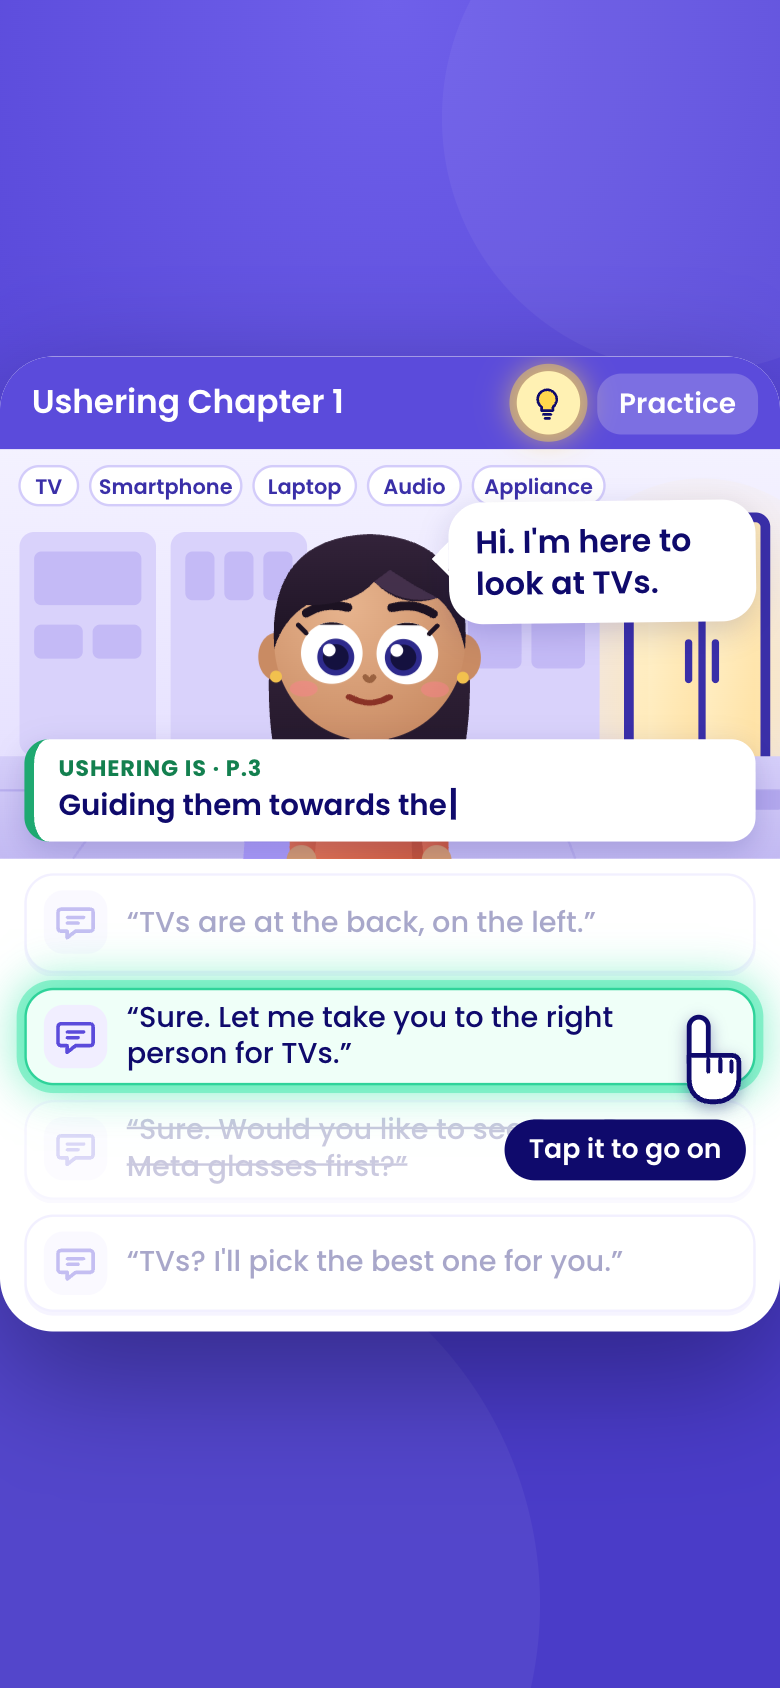 Ushering Chapter 1
Practice
TV
Smartphone
Laptop
Audio
Appliance
Hi. I'm here to
look at TVs.
USHERING IS · P.3
Guiding them towards the
“TVs are at the back, on the left.”
“Sure. Let me take you to the right
person for TVs.”
“Sure. Would you like to see
Meta glasses first?”
Tap it to go on
“TVs? I'll pick the best one for you.”